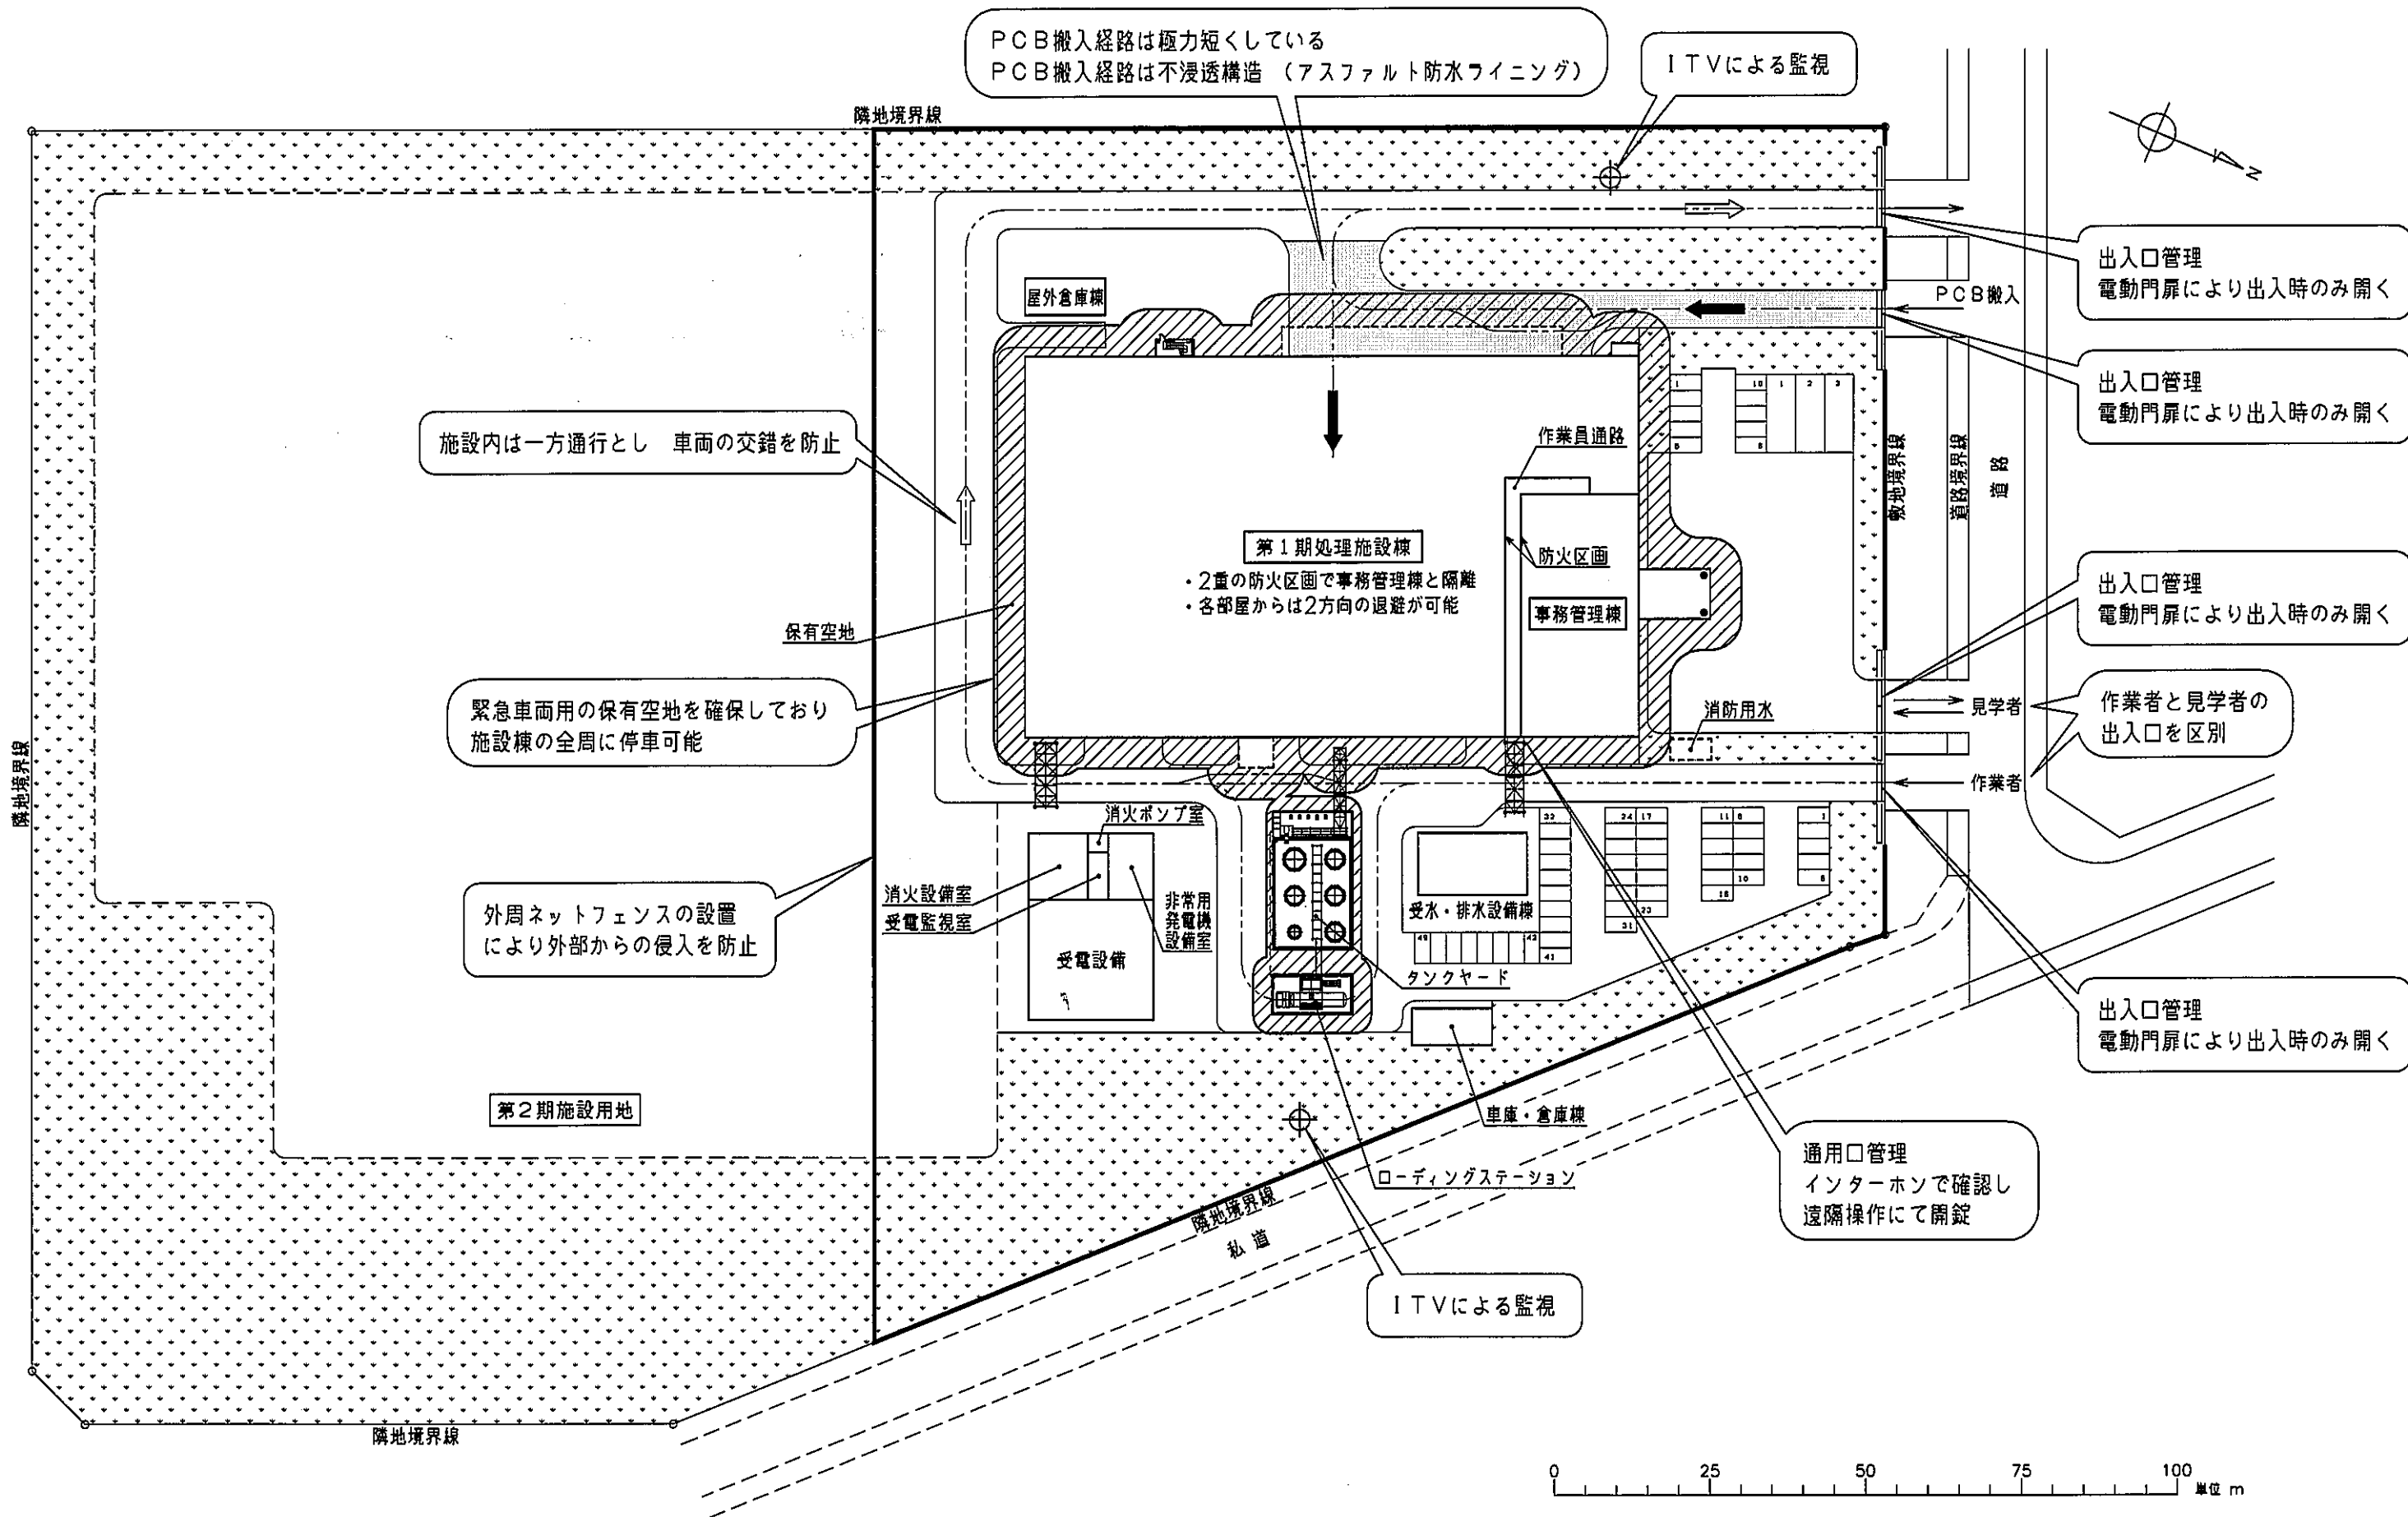 PCB搬入経路は極力短くしている
PCB搬入経路は不浸透構造 (アスファルト防水ライニング)
ITVによる監視
隣地境界線
N
出入口管理
電動門扉により出入時のみ開く
PCB搬入
屋外倉庫棟
出入口管理
電動門扉により出入時のみ開く
1
10
1
2
3
5
6
施設内は一方通行とし 車両の交錯を防止
作業員通路
敷地境界線
道路境界線
道路
第1期処理施設棟
・2重の防火区画で事務管理棟と隔離
・各部屋からは2方向の退避が可能
防火区画
事務管理棟
出入口管理
電動門扉により出入時のみ開く
保有空地
緊急車両用の保有空地を確保しており
施設棟の全周に停車可能
消防用水
見学者
作業者と見学者の
出入口を区別
作業者
隣地境界線
消火ポンプ室
消火設備室
受電監視室
非常用
発電機
設備室
受電設備
外周ネットフェンスの設置
により外部からの侵入を防止
受水・排水設備棟
32
24
17
11
1
10
18
23
31
49
42
41
タンクヤード
出入口管理
電動門扉により出入時のみ開く
第2期施設用地
車庫・倉庫棟
ローディングステーション
通用口管理
インターホンで確認し
遠隔操作にて開錠
隣地境界線
私道
ITVによる監視
隣地境界線
0
25
50
75
100
単位 m